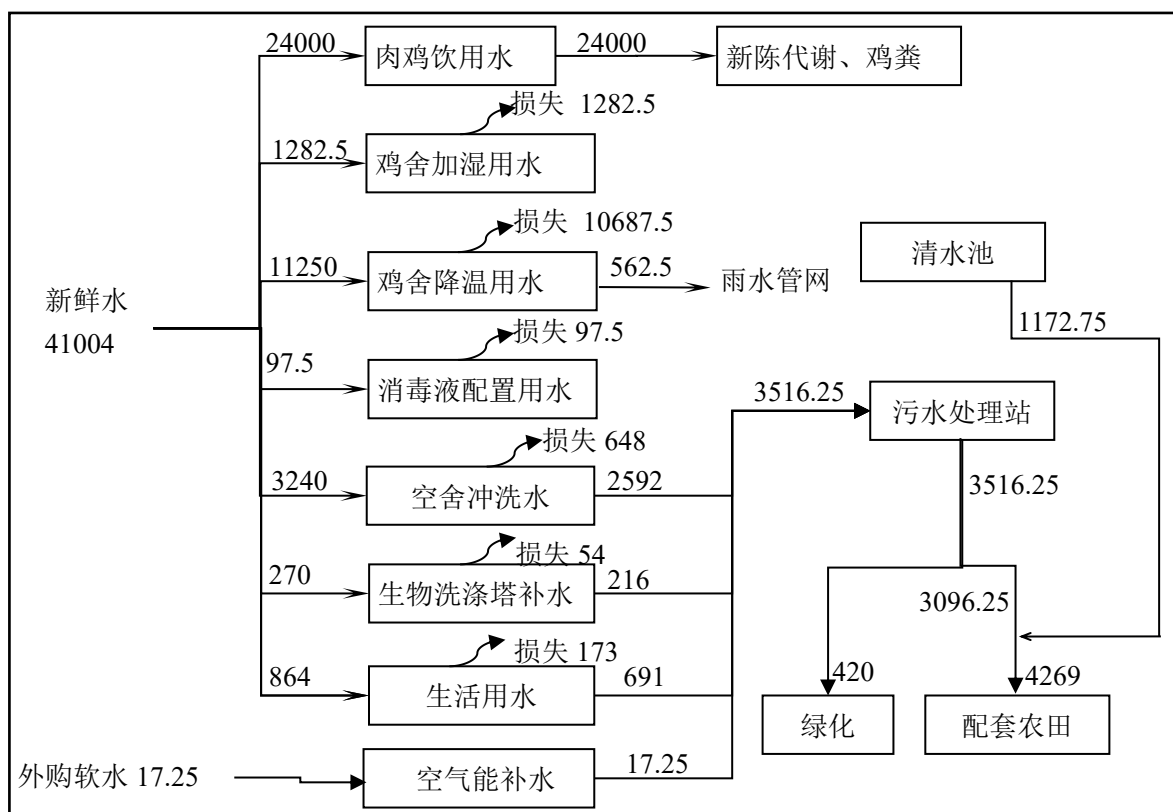 24000
肉鸡饮用水
24000
新陈代谢、鸡粪
损失 1282.5
1282.5
鸡舍加湿用水
损失 10687.5
11250
鸡舍降温用水
562.5
雨水管网
清水池
新鲜水
41004
1172.75
损失 97.5
97.5
消毒液配置用水
3516.25
污水处理站
损失 648
3240
空舍冲洗水
2592
3516.25
损失 54
270
生物洗涤塔补水
216
3096.25
损失 173
864
生活用水
691
420
4269
绿化
配套农田
外购软水 17.25
空气能补水
17.25